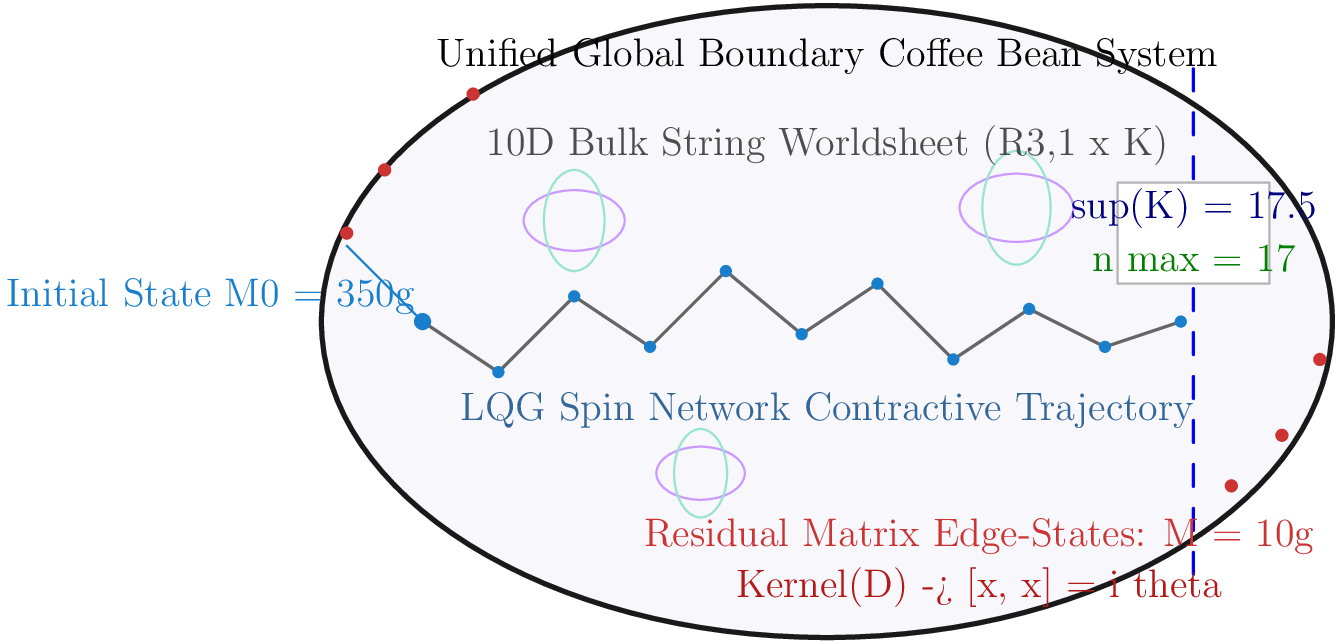 Unified Global Boundary Coffee Bean System
10D Bulk String Worldsheet (R3,1 x K)
sup(K) = 17.5
n max = 17
Initial State M0 = 350g
LQG Spin Network Contractive Trajectory
Residual Matrix Edge-States: M = 10g
Kernel(D) -¿ [x, x] = i theta